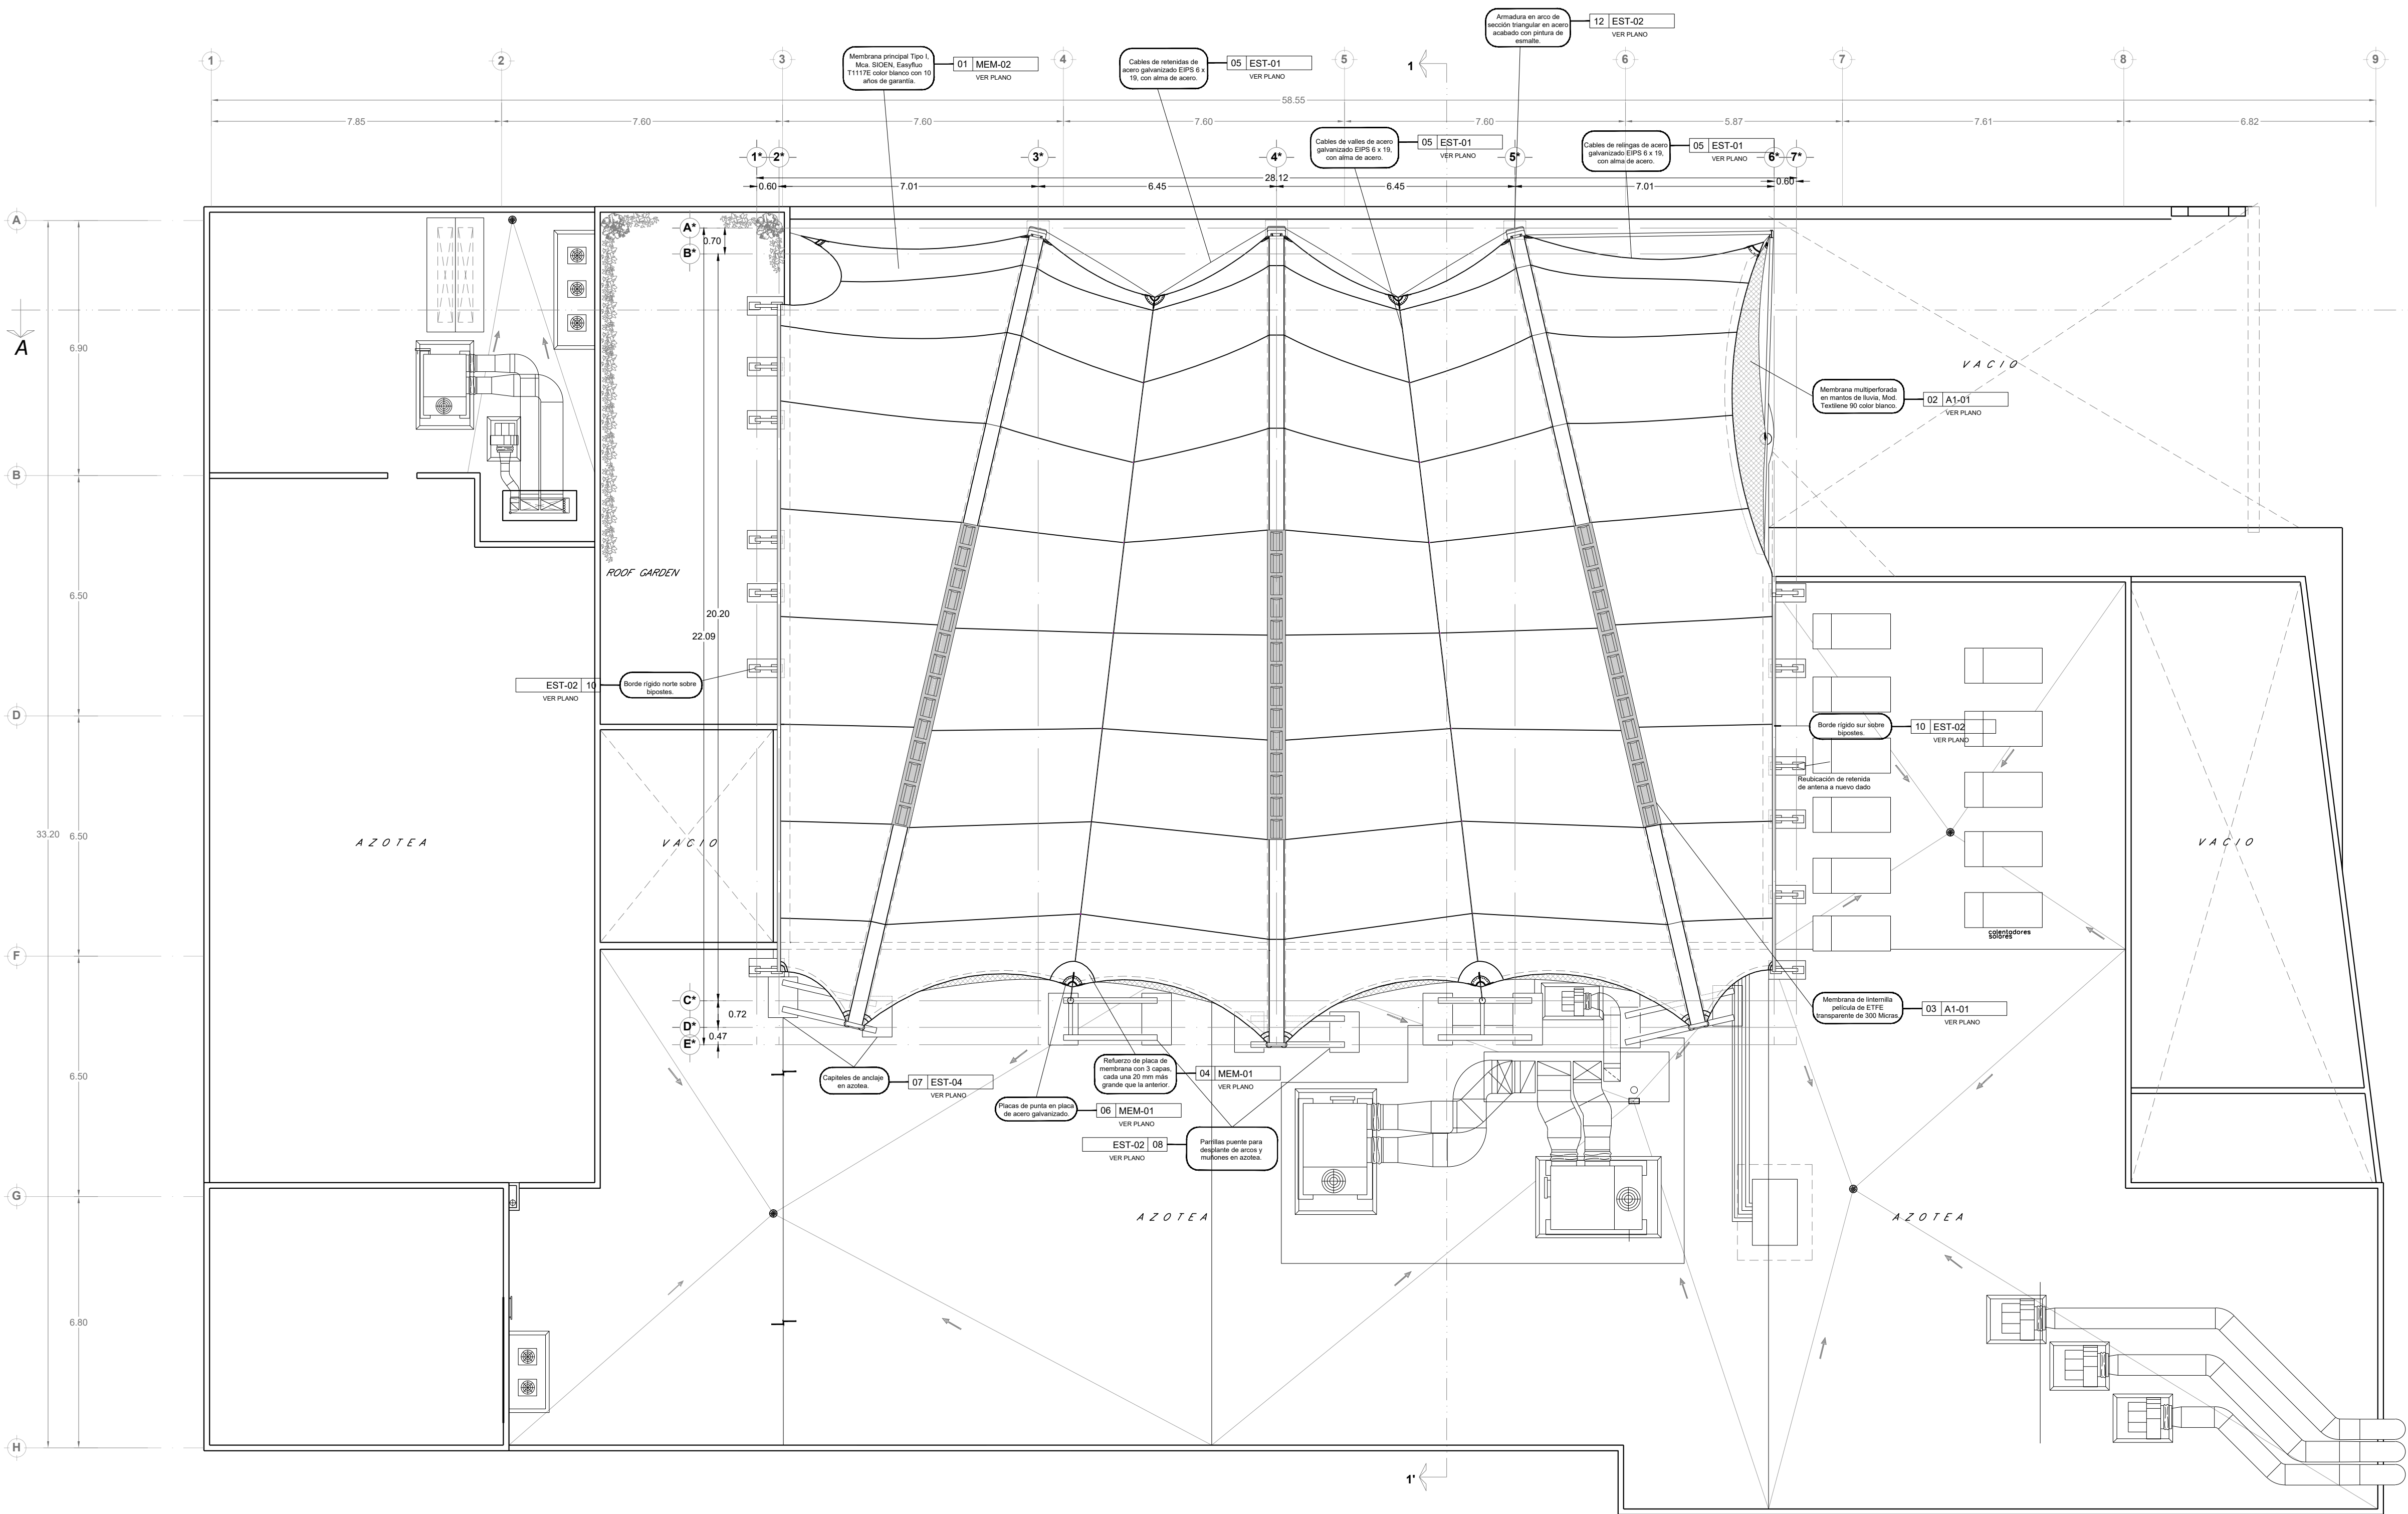 Armadura en arco de
sección triangular en acero
acabado con pintura de
esmalte.
12 EST-02
VER PLANO
Membrana principal Tipo I,
Mca. SIOEN, Easyfluo
T1117E color blanco con 10
años de garantía.
01 MEM-02
VER PLANO
Cables de retenidas de
acero galvanizado EIPS 6 x
19, con alma de acero.
05 EST-01
VER PLANO
1
1 2 3 4 5 6 7 8 9
58.55
7.85 7.60 7.60 7.60 7.60 5.87 7.61 6.82
Cables de valles de acero
galvanizado EIPS 6 x 19,
con alma de acero.
05 EST-01
VER PLANO
Cables de relingas de acero
galvanizado EIPS 6 x 19,
con alma de acero.
05 EST-01
VER PLANO
1* 2* 3* 4* 5* 6* 7*
28.12
0.60 7.01 6.45 6.45 7.01 0.60
A
A*
0.70
B*
A
6.90
VACIO
Membrana multiperforada
en mantos de lluvia, Mod.
Textilene 90 color blanco.
02 A1-01
VER PLANO
B
ROOF GARDEN
6.50
20.20
22.09
EST-02 10
VER PLANO
Borde rígido norte sobre
bipostes.
D
Borde rígido sur sobre
bipostes.
10 EST-02
VER PLANO
Reubicación de retenida
de antena a nuevo dado
33.20
6.50
AZOTEA
VACIO
VACIO
calentadores
solares
F
C*
0.72
D*
0.47
E*
Membrana de linternilla
película de ETFE
transparente de 300 Micras
03 A1-01
VER PLANO
6.50
Capiteles de anclaje
en azotea.
07 EST-04
VER PLANO
Refuerzo de placa de
membrana con 3 capas,
cada una 20 mm más
grande que la anterior.
04 MEM-01
VER PLANO
Placas de punta en placa
de acero galvanizado.
06 MEM-01
VER PLANO
EST-02 08
VER PLANO
Parrillas puente para
desplante de arcos y
muñones en azotea.
G
AZOTEA
AZOTEA
6.80
H
1'